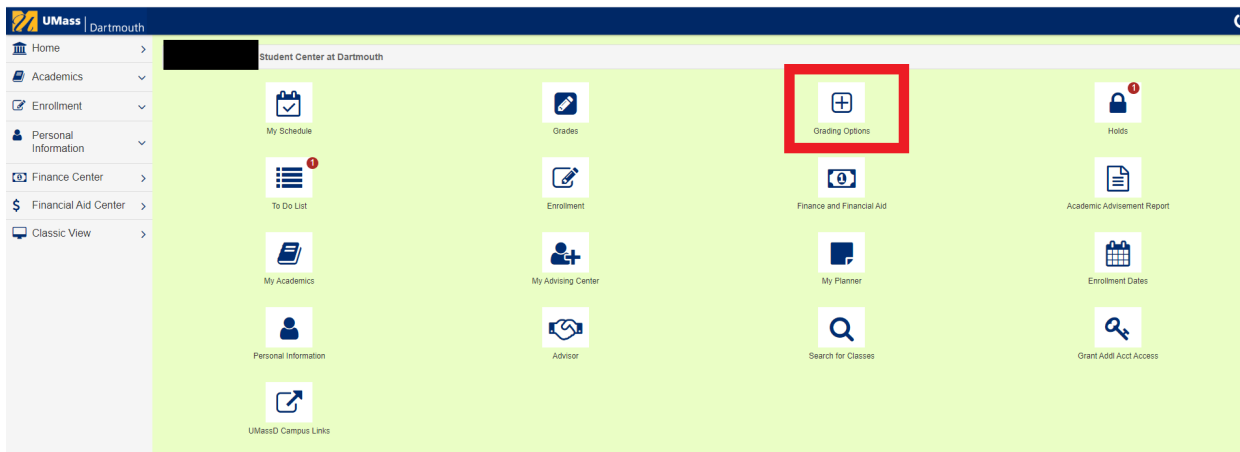 UMass Dartmouth
Home
Academics
Enrollment
Personal
Information
Finance Center
Financial Aid Center
Classic View
Student Center at Dartmouth
My Schedule
Grades
Grading Options
1
Holds
1
To Do List
Enrollment
Finance and Financial Aid
Academic Advisement Report
My Academics
My Advising Center
My Planner
Enrollment Dates
Personal Information
Advisor
Search for Classes
Grant Addl Acct Access
UMassD Campus Links